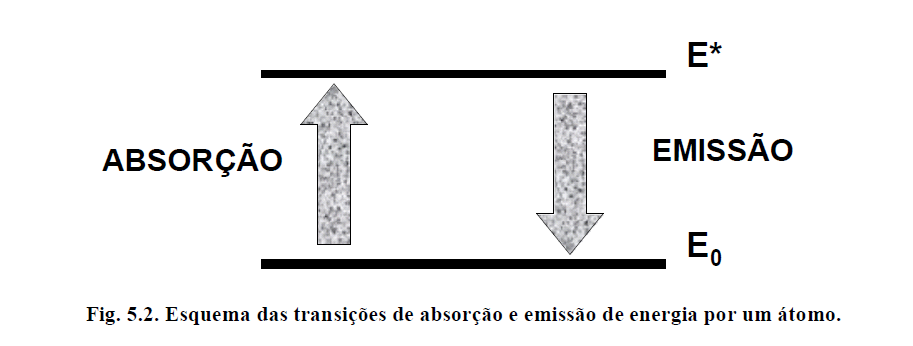 E*
ABSORÇÃO
EMISSÃO
E₀
Fig. 5.2. Esquema das transições de absorção e emissão de energia por um átomo.